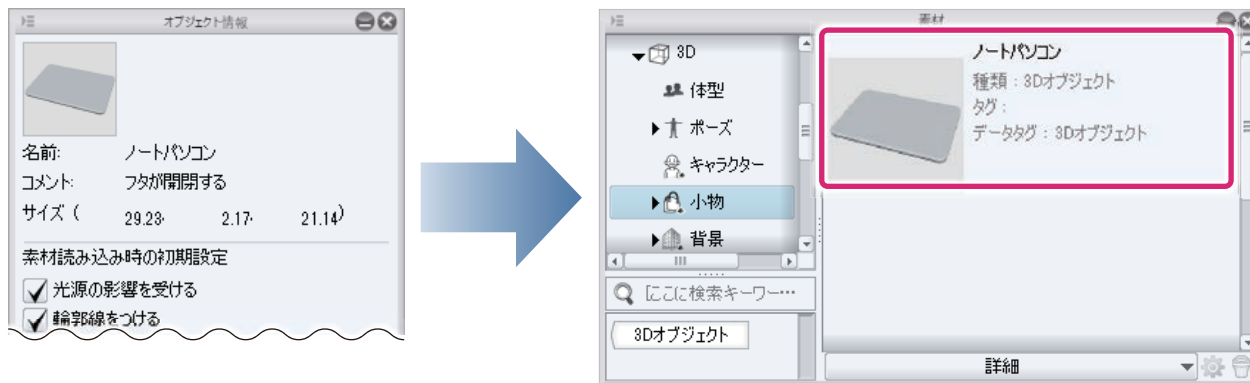 オブジェクト情報
名前: ノートパソコン
コメント: フタが開閉する
サイズ ( 29.23· 2.17· 21.14)
素材読み込み時の初期設定
光源の影響を受ける
輪郭線をつける
素材
3D
体型
ポーズ
キャラクター
小物
背景
[ここに検索キーワー…
3Dオブジェクト
ノートパソコン
種類:3Dオブジェクト
タグ:
データタグ:3Dオブジェクト
詳細